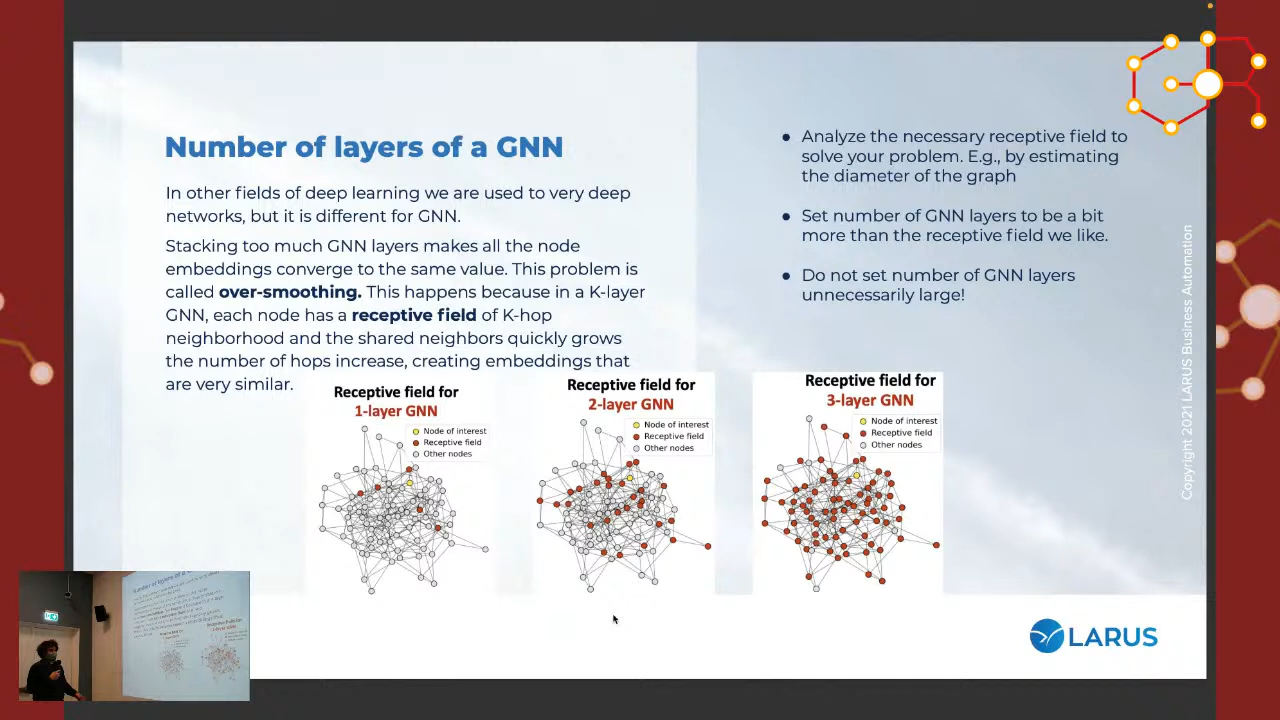 Number of layers of a GNN
In other fields of deep learning we are used to very deep
networks, but it is different for GNN.
Stacking too much GNN layers makes all the node
embeddings converge to the same value. This problem is
called over-smoothing. This happens because in a K-layer
GNN, each node has a receptive field of K-hop
neighborhood and the shared neighbors quickly grows
the number of hops increase, creating embeddings that
are very similar.
● Analyze the necessary receptive field to
solve your problem. E.g., by estimating
the diameter of the graph
● Set number of GNN layers to be a bit
more than the receptive field we like.
● Do not set number of GNN layers
unnecessarily large!
Receptive field for
1-layer GNN
Node of interest
Receptive field
Other nodes
Receptive field for
2-layer GNN
Node of interest
Receptive field
Other nodes
Receptive field for
3-layer GNN
Node of interest
Receptive field
Other nodes
Copyright 2021 LARUS Business Automation
LARUS